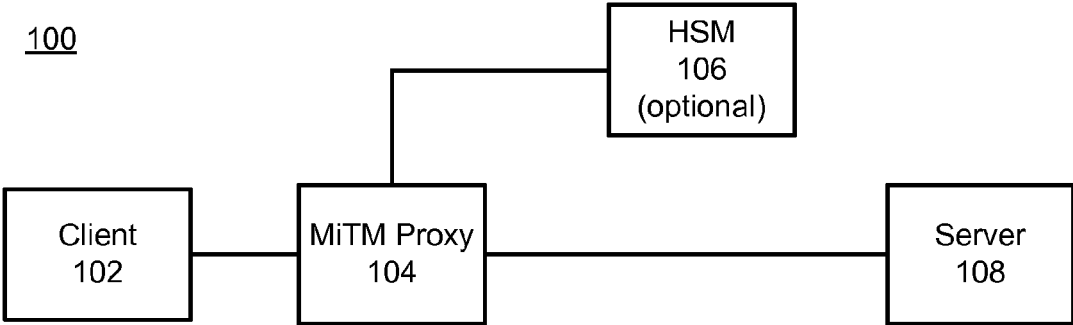 100
HSM
106
(optional)
Client
102
MiTM Proxy
104
Server
108